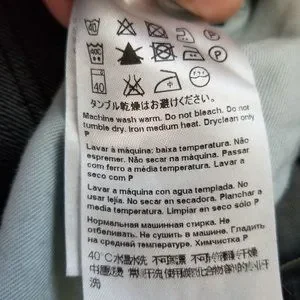 40
P
40
タンブル乾燥はお避けください。
Machine wash warm. Do not bleach. Do not
tumble dry. Iron medium heat. Dryclean only
P
Lavar à máquina: baixa temperatura. Não
espremer. Não secar na máquina. Passar
com ferro a média temperatura. Lavar a
seco com P
Lavar a máquina con agua templada. No
usar lejía. No secar en secadora. Planchar a
media temperatura. Limpiar en seco sólo P
Нормальная машинная стирка. Не
отбеливать. Не сушить в машине. Гладить
на средней температуре. Химчистка P
40°C水温水洗 不可